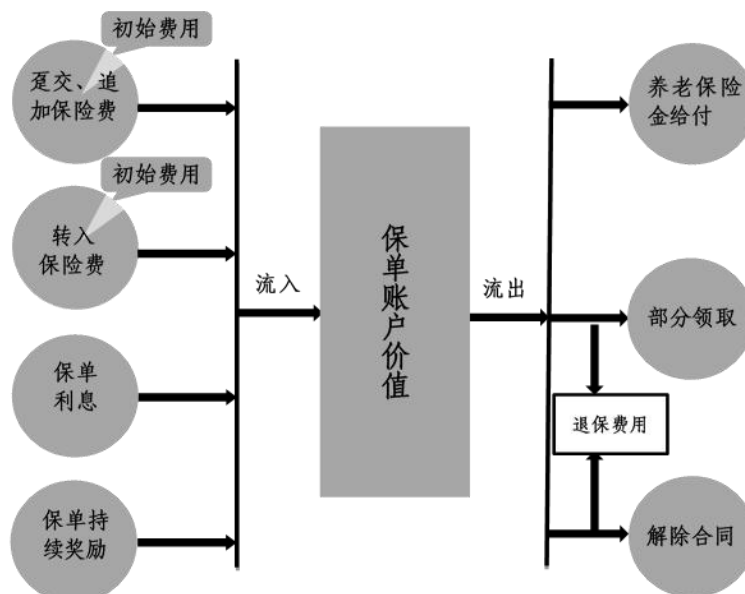 初始费用
趸交、追
加保险费
初始费用
转入
保险费
保单
利息
保单持
续奖励
流入
保单账户价值
流出
养老保险
金给付
部分领取
退保费用
解除合同